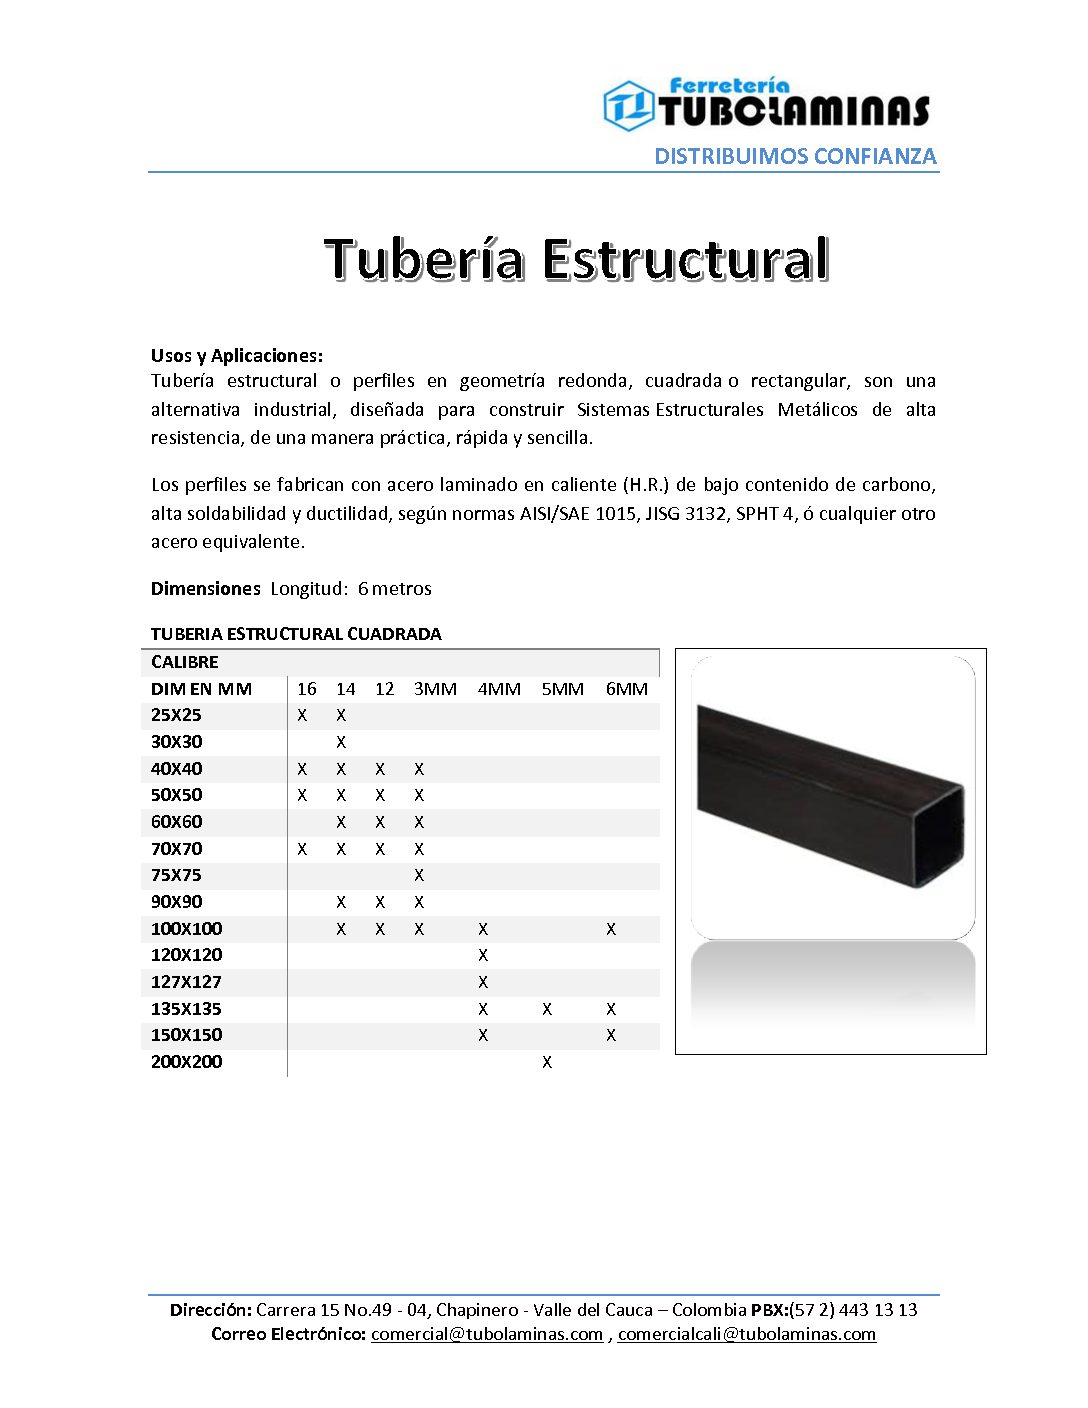 Ferretería
TUBOLAMINAS
DISTRIBUIMOS CONFIANZA
Tubería Estructural
Usos y Aplicaciones:
Tubería estructural o perfiles en geometría redonda, cuadrada o rectangular, son una
alternativa industrial, diseñada para construir Sistemas Estructurales Metálicos de alta
resistencia, de una manera práctica, rápida y sencilla.
Los perfiles se fabrican con acero laminado en caliente (H.R.) de bajo contenido de carbono,
alta soldabilidad y ductilidad, según normas AISI/SAE 1015, JISG 3132, SPHT 4, ó cualquier otro
acero equivalente.
Dimensiones Longitud: 6 metros
TUBERIA ESTRUCTURAL CUADRADA
CALIBRE
DIM EN MM 16 14 12 3MM 4MM 5MM 6MM
25X25 X X
30X30 X
40X40 X X X X
50X50 X X X X
60X60 X X X
70X70 X X X X
75X75 X
90X90 X X X
100X100 X X X X X
120X120 X
127X127 X
135X135 X X X
150X150 X X
200X200 X
Dirección: Carrera 15 No.49 - 04, Chapinero - Valle del Cauca – Colombia PBX:(57 2) 443 13 13
Correo Electrónico: comercial@tubolaminas.com , comercialcali@tubolaminas.com